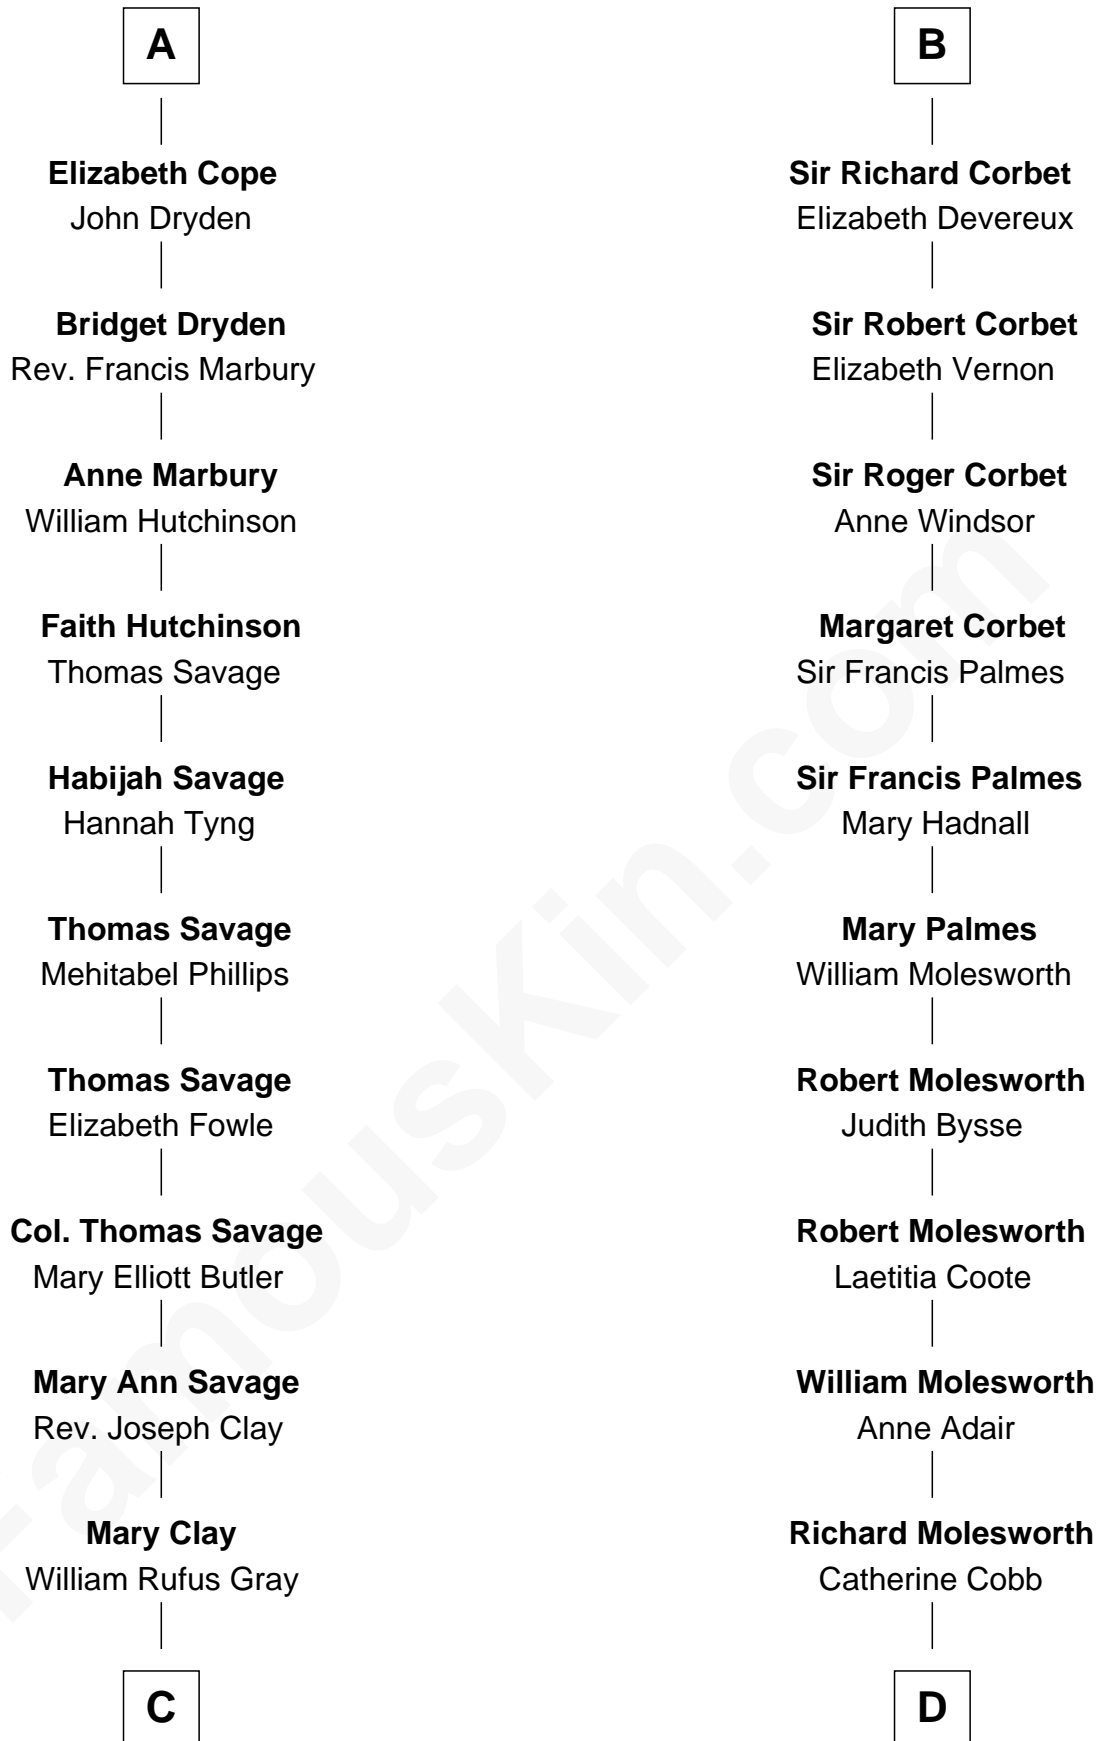 A
Elizabeth Cope
John Dryden
Bridget Dryden
Rev. Francis Marbury
Anne Marbury
William Hutchinson
Faith Hutchinson
Thomas Savage
Habijah Savage
Hannah Tyng
Thomas Savage
Mehitabel Phillips
Thomas Savage
Elizabeth Fowle
Col. Thomas Savage
Mary Elliott Butler
Mary Ann Savage
Rev. Joseph Clay
Mary Clay
William Rufus Gray
C
B
Sir Richard Corbet
Elizabeth Devereux
Sir Robert Corbet
Elizabeth Vernon
Sir Roger Corbet
Anne Windsor
Margaret Corbet
Sir Francis Palmes
Sir Francis Palmes
Mary Hadnall
Mary Palmes
William Molesworth
Robert Molesworth
Judith Bysse
Robert Molesworth
Laetitia Coote
William Molesworth
Anne Adair
Richard Molesworth
Catherine Cobb
D
FamousKin.com